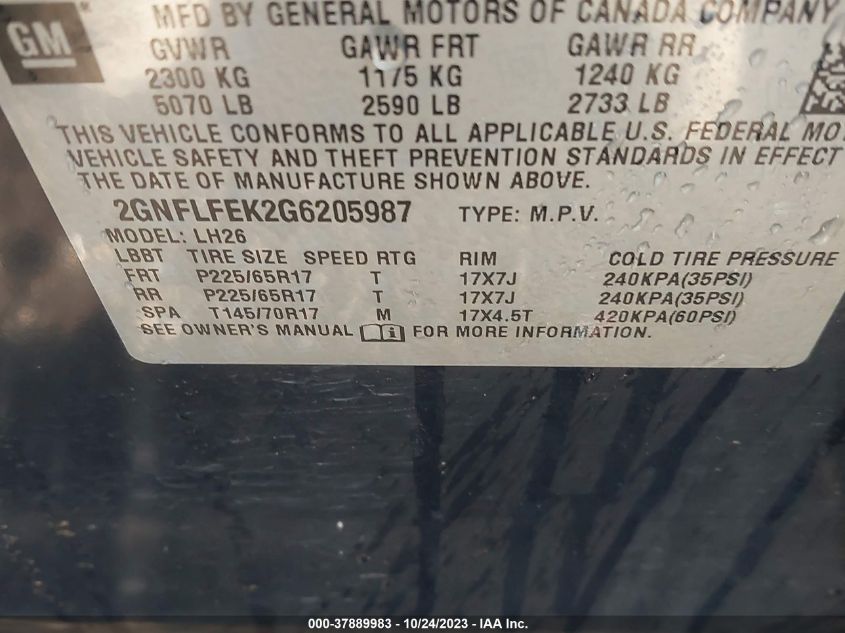 GM
MFD BY GENERAL MOTORS OF CANADA COMPANY
GVWR GAWR FRT GAWR RR
2300 KG 1175 KG 1240 KG
5070 LB 2590 LB 2733 LB
THIS VEHICLE CONFORMS TO ALL APPLICABLE U.S. FEDERAL MO
VEHICLE SAFETY AND THEFT PREVENTION STANDARDS IN EFFECT
THE DATE OF MANUFACTURE SHOWN ABOVE.
2GNFLFEK2G6205987 TYPE: M.P.V.
MODEL: LH26
LBBT TIRE SIZE SPEED RTG RIM COLD TIRE PRESSURE
FRT P225/65R17 T 17X7J 240KPA(35PSI)
RR P225/65R17 T 17X7J 240KPA(35PSI)
SPA T145/70R17 M 17X4.5T 420KPA(60PSI)
SEE OWNER'S MANUAL FOR MORE INFORMATION.
000-37889983 - 10/24/2023 - IAA Inc.